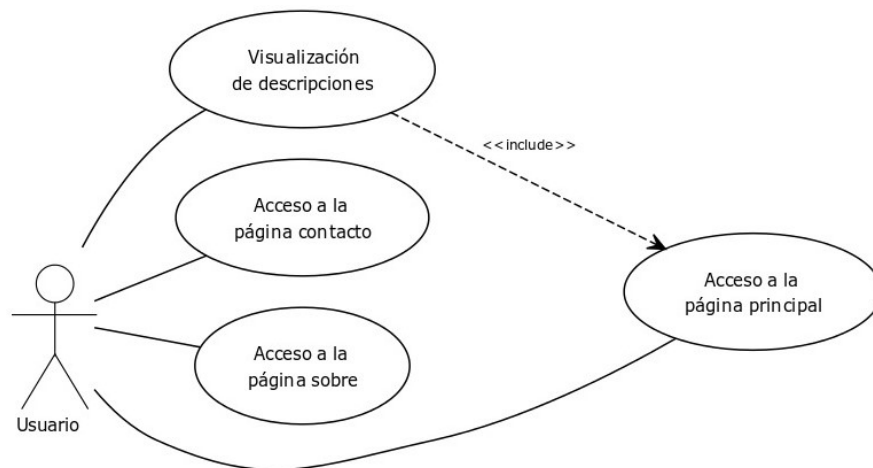 Visualización
de descripciones
<<include>>
Acceso a la
página contacto
Acceso a la
página principal
Acceso a la
página sobre
Usuario